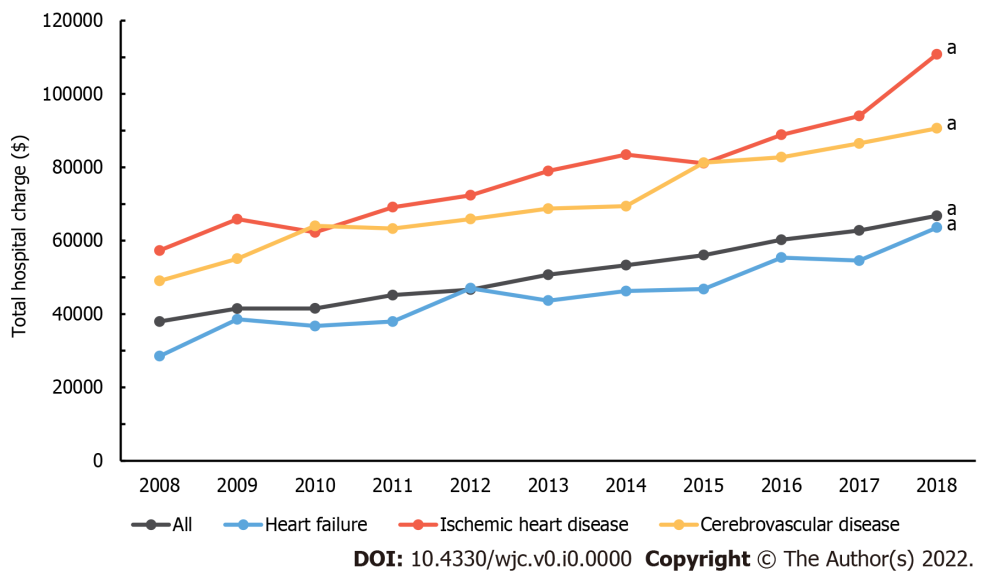 120000
100000
80000
60000
40000
20000
0
Total hospital charge ($)
a
a
a
a
2008 2009 2010 2011 2012 2013 2014 2015 2016 2017 2018
All Heart failure Ischemic heart disease Cerebrovascular disease
DOI: 10.4330/wjc.v0.i0.0000 Copyright © The Author(s) 2022.